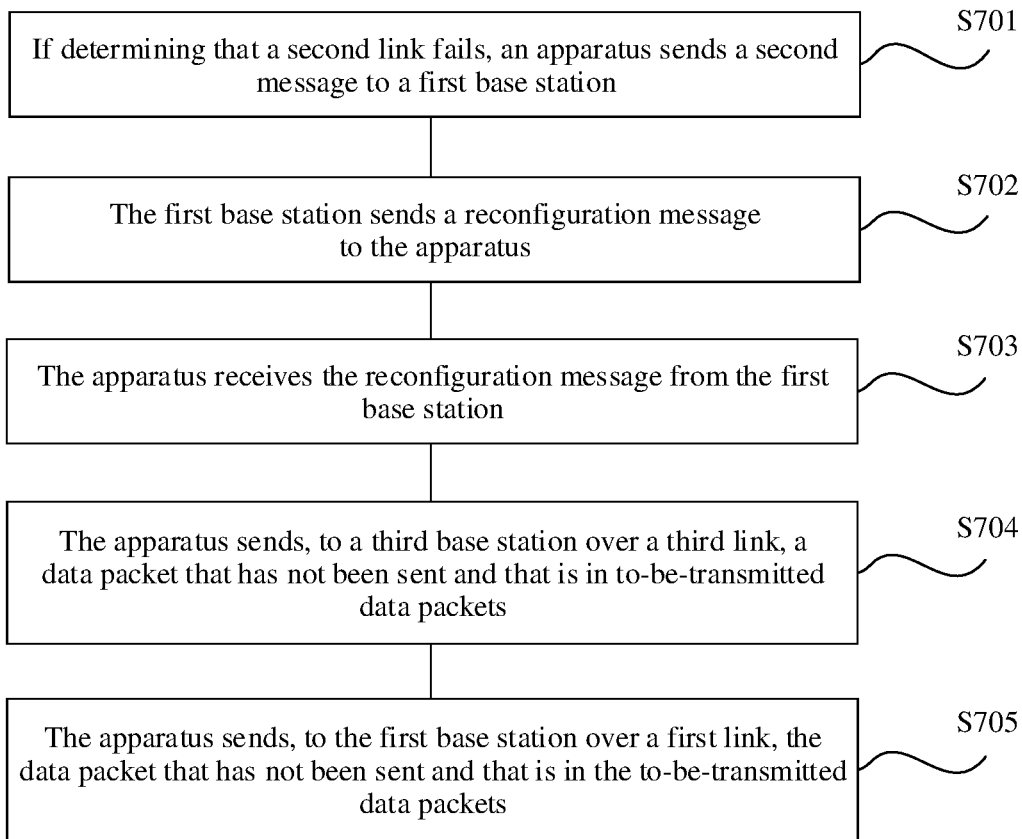 S701
If determining that a second link fails, an apparatus sends a second
message to a first base station
S702
The first base station sends a reconfiguration message
to the apparatus
S703
The apparatus receives the reconfiguration message from the first
base station
S704
The apparatus sends, to a third base station over a third link, a
data packet that has not been sent and that is in to-be-transmitted
data packets
S705
The apparatus sends, to the first base station over a first link, the
data packet that has not been sent and that is in the to-be-transmitted
data packets